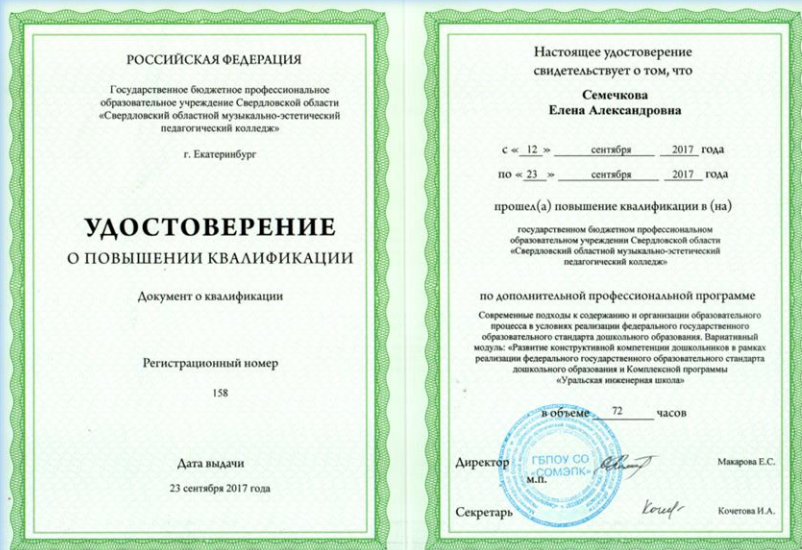 РОССИЙСКАЯ ФЕДЕРАЦИЯ
Государственное бюджетное профессиональное
образовательное учреждение Свердловской области
«Свердловский областной музыкально-эстетический
педагогический колледж»
г. Екатеринбург
УДОСТОВЕРЕНИЕ
О ПОВЫШЕНИИ КВАЛИФИКАЦИИ
Документ о квалификации
Регистрационный номер
158
Дата выдачи
23 сентября 2017 года
Настоящее удостоверение
свидетельствует о том, что
Семечкова
Елена Александровна
с « 12 » сентября 2017 года
по « 23 » сентября 2017 года
прошел(а) повышение квалификации в (на)
государственном бюджетном профессиональном
образовательном учреждении Свердловской области
«Свердловский областной музыкально-эстетический
педагогический колледж»
по дополнительной профессиональной программе
Современные подходы к содержанию и организации образовательного
процесса в условиях реализации федерального государственного
образовательного стандарта дошкольного образования. Вариативный
модуль: «Развитие конструктивной компетенции дошкольников в рамках
реализации федерального государственного образовательного стандарта
дошкольного образования и Комплексной программы
«Уральская инженерная школа»
в объеме 72 часов
ГБПОУ СО
«СОМЭПК»
Директор Макарова Е.С.
м.п.
Секретарь Кочетова И.А.